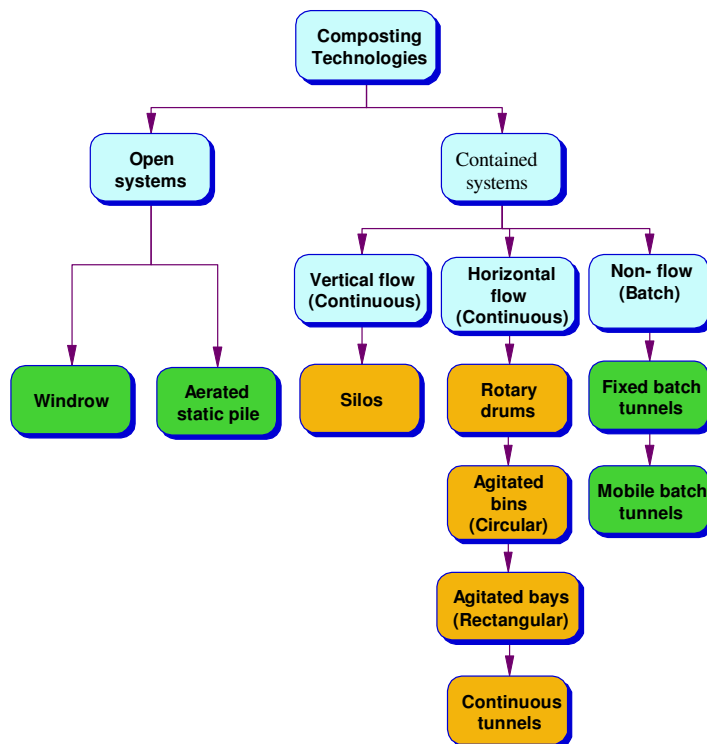 Composting
Technologies
Open
systems
Contained
systems
Vertical flow
(Continuous)
Horizontal
flow
(Continuous)
Non- flow
(Batch)
Windrow
Aerated
static pile
Silos
Rotary
drums
Fixed batch
tunnels
Agitated
bins
(Circular)
Mobile batch
tunnels
Agitated bays
(Rectangular)
Continuous
tunnels